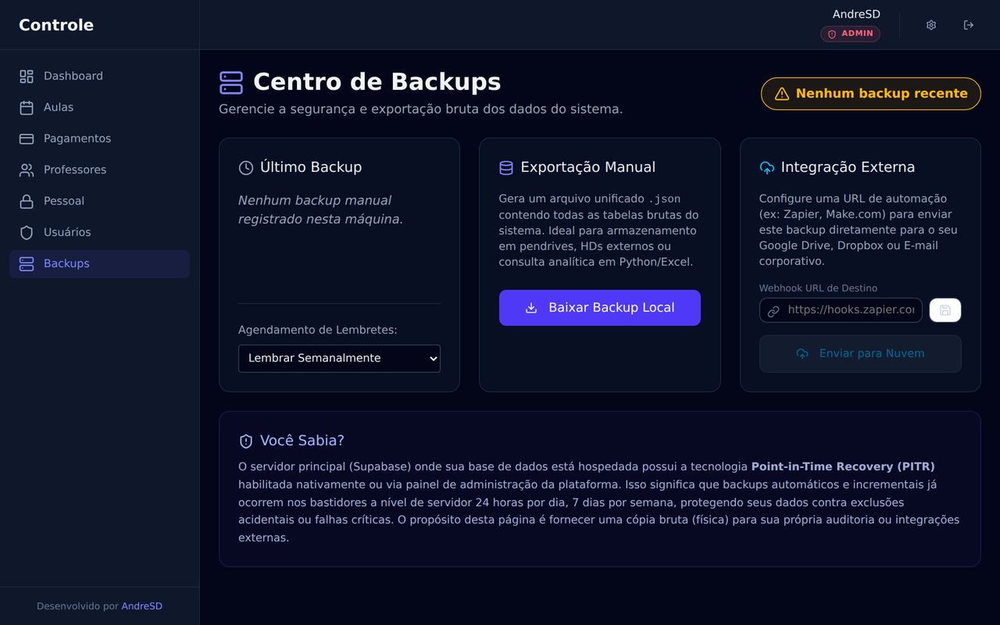 Controle
AndreSD
ADMIN
Dashboard
Aulas
Pagamentos
Professores
Pessoal
Usuários
Backups
Centro de Backups
Gerencie a segurança e exportação bruta dos dados do sistema.
Nenhum backup recente
Último Backup
Nenhum backup manual
registrado nesta máquina.
Agendamento de Lembretes:
Lembrar Semanalmente
Exportação Manual
Gera um arquivo unificado .json
contendo todas as tabelas brutas do
sistema. Ideal para armazenamento
em pendrives, HDs externos ou
consulta analítica em Python/Excel.
Baixar Backup Local
Integração Externa
Configure uma URL de automação
(ex: Zapier, Make.com) para enviar
este backup diretamente para o seu
Google Drive, Dropbox ou E-mail
corporativo.
Webhook URL de Destino
https://hooks.zapier.co
Enviar para Nuvem
Você Sabia?
O servidor principal (Supabase) onde sua base de dados está hospedada possui a tecnologia Point-in-Time Recovery (PITR)
habilitada nativamente ou via painel de administração da plataforma. Isso significa que backups automáticos e incrementais já
ocorrem nos bastidores a nível de servidor 24 horas por dia, 7 dias por semana, protegendo seus dados contra exclusões
acidentais ou falhas críticas. O propósito desta página é fornecer uma cópia bruta (física) para sua própria auditoria ou integrações
externas.
Desenvolvido por AndreSD